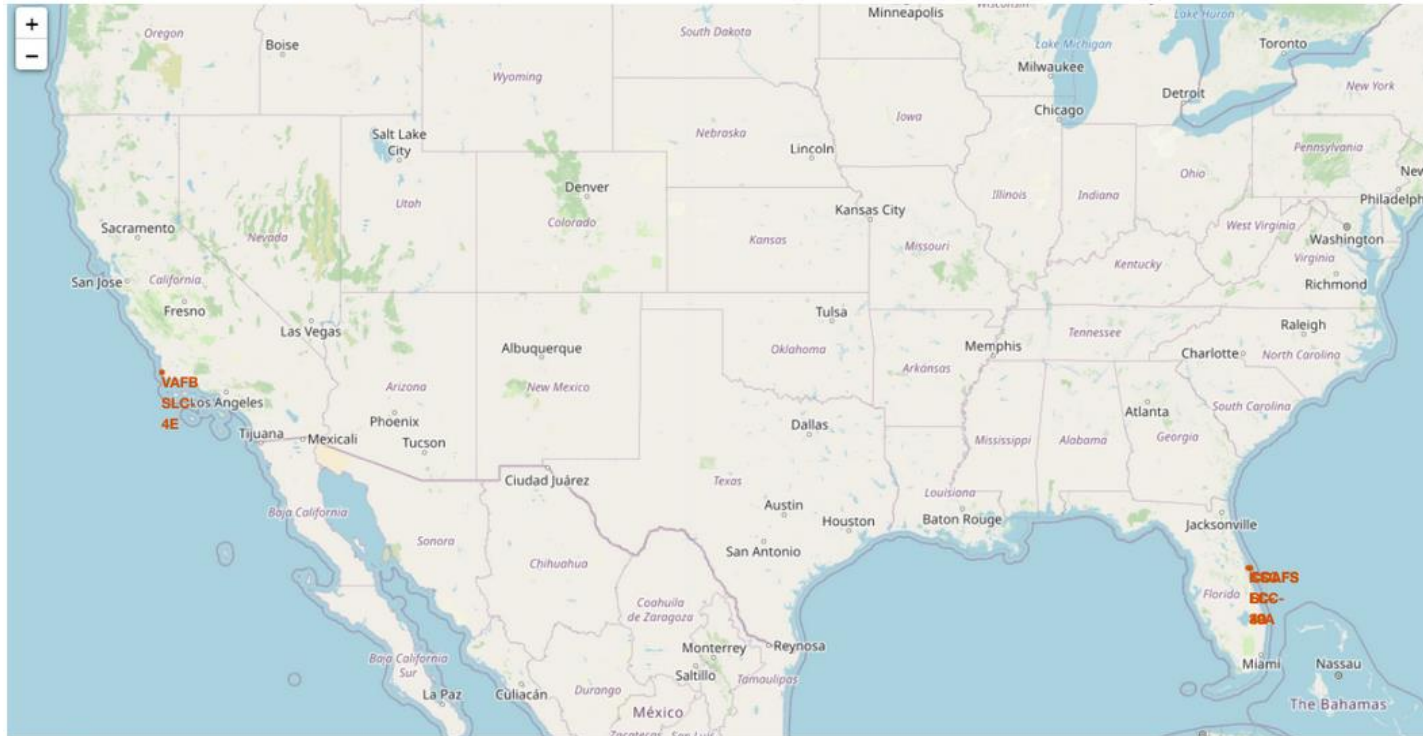 +
−
Minneapolis
Wisconsin
Lake Huron
Oregon
Boise
South Dakota
Lake Michigan
Toronto
Wyoming
Milwaukee
New York
Detroit
Chicago
Iowa
Salt Lake
City
Nebraska
Lincoln
Pennsylvania
Ohio
New
Philadelph
Denver
Utah
Illinois
Indiana
Kansas City
Sacramento
Nevada
Colorado
Kansas
Missouri
West Virginia
Washington
San Jose
California
Kentucky
Virginia
Richmond
Fresno
Las Vegas
Tulsa
Raleigh
Albuquerque
Oklahoma
Tennessee
Memphis
Charlotte
North Carolina
VAFB
SLC-
4E
Los Angeles
Arizona
New Mexico
Arkansas
Phoenix
Atlanta
South Carolina
Tijuana
Mexicali
Tucson
Dallas
Mississippi
Alabama
Georgia
Ciudad Juárez
Texas
Louisiana
Austin
Houston
Baton Rouge
Jacksonville
Baja California
Sonora
San Antonio
Chihuahua
Florida
Coahuila
de Zaragoza
Monterrey
Reynosa
Baja California
Sur
Saltillo
Tamaulipas
Miami
Nassau
La Paz
Culiacán
Durango
México
The Bahamas
Zacatecas
San Luis